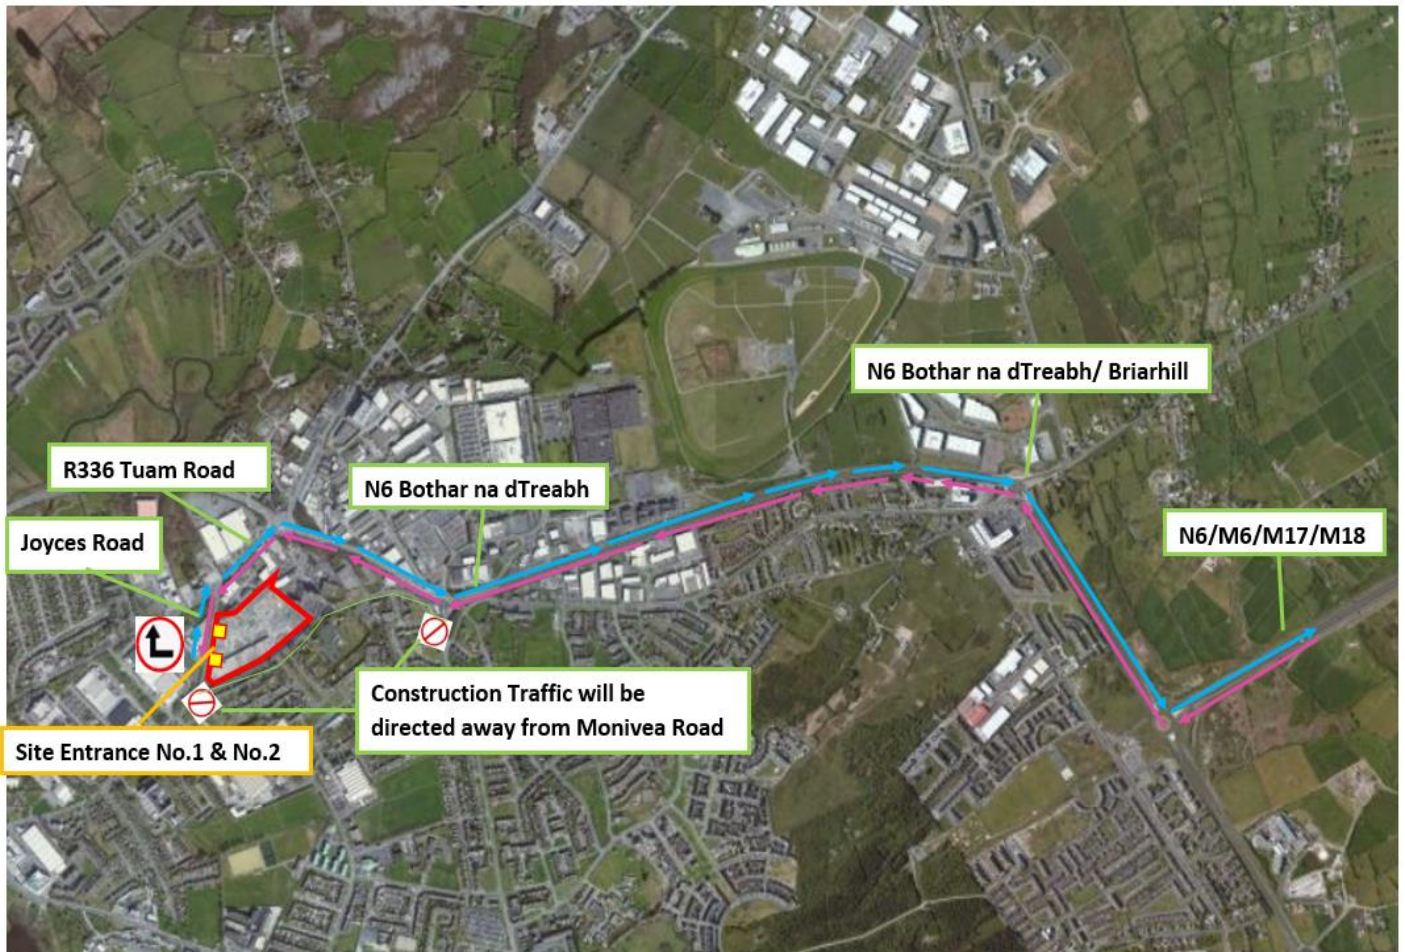 N6 Bothar na dTreabh/ Briarhill
R336 Tuam Road
N6 Bothar na dTreabh
N6/M6/M17/M18
Joyces Road
Construction Traffic will be
directed away from Monivea Road
Site Entrance No.1 & No.2